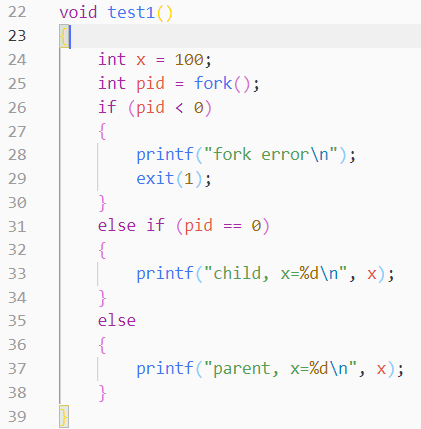 22 void test1()
23 {
24     int x = 100;
25     int pid = fork();
26     if (pid < 0)
27     {
28         printf("fork error\n");
29         exit(1);
30     }
31     else if (pid == 0)
32     {
33         printf("child, x=%d\n", x);
34     }
35     else
36     {
37         printf("parent, x=%d\n", x);
38     }
39 }